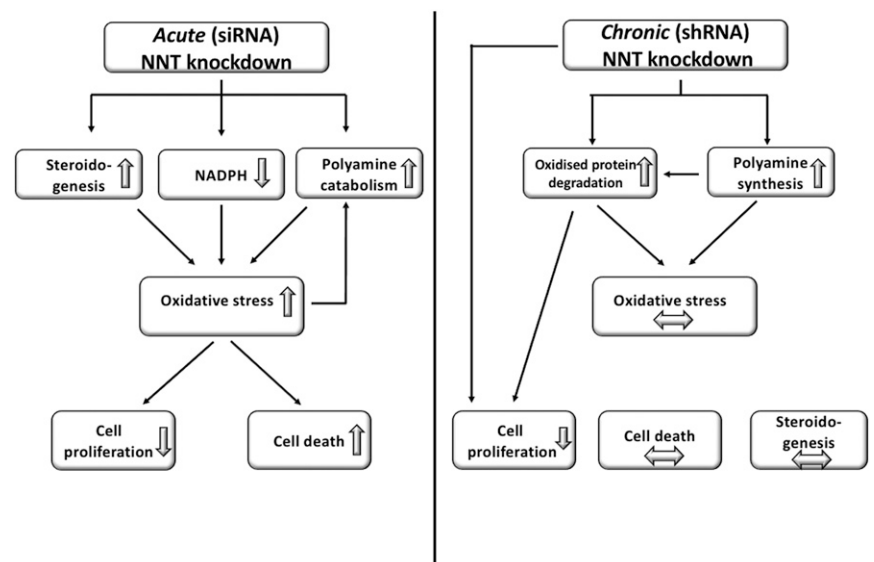 Acute (siRNA)
NNT knockdown
Steroido-
genesis
NADPH
Polyamine
catabolism
Oxidative stress
Cell
proliferation
Cell death
Chronic (shRNA)
NNT knockdown
Oxidised protein
degradation
Polyamine
synthesis
Oxidative stress
Cell
proliferation
Cell death
Steroido-
genesis